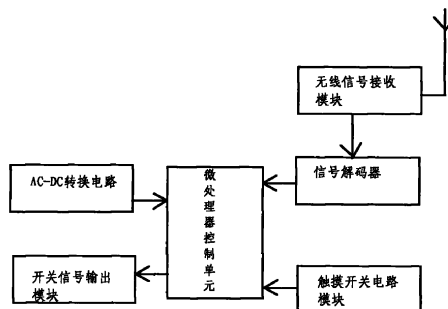 无线信号接收
模块
AC-DC转换电路
微处理器控制单元
信号解码器
开关信号输出
模块
触摸开关电路
模块